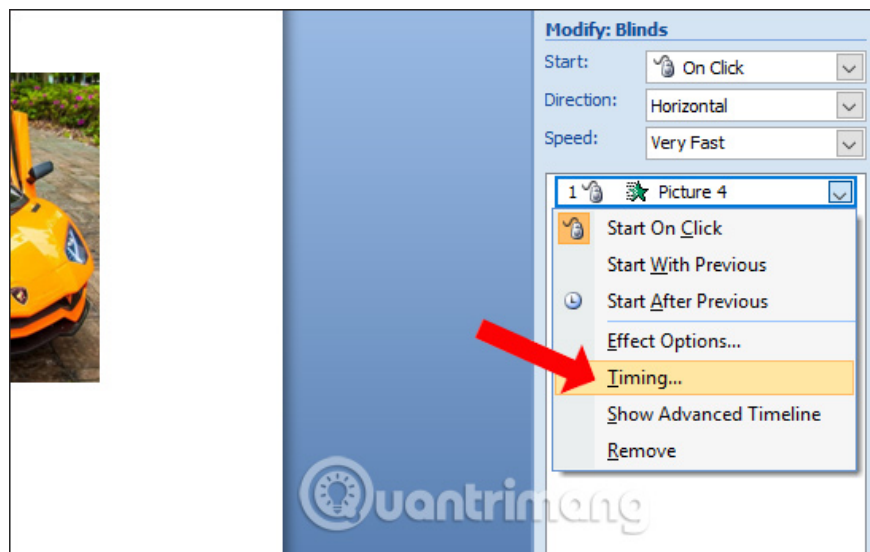 Modify: Blinds
Start: On Click
Direction: Horizontal
Speed: Very Fast
1 Picture 4
Start On Click
Start With Previous
Start After Previous
Effect Options...
Timing...
Show Advanced Timeline
Remove
Quantrimang